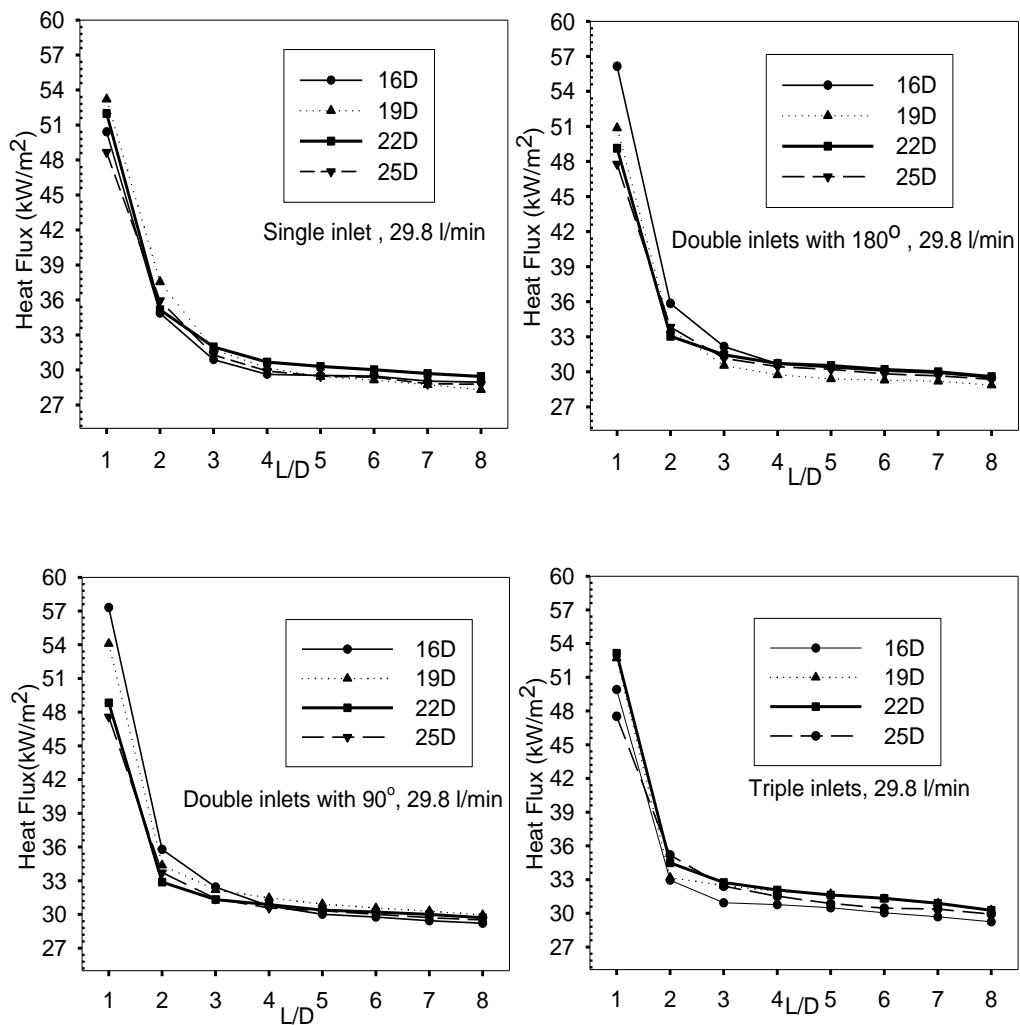 60
57
54
51
48
45
42
39
36
33
30
27
Heat Flux (kW/m2)
16D
19D
22D
25D
Single inlet , 29.8 l/min
1 2 3 4 5 6 7 8
L/D
60
57
54
51
48
45
42
39
36
33
30
27
Heat Flux (kW/m2)
16D
19D
22D
25D
Double inlets with 180o , 29.8 l/min
1 2 3 4 5 6 7 8
L/D
60
57
54
51
48
45
42
39
36
33
30
27
Heat Flux(kW/m2)
16D
19D
22D
25D
Double inlets with 90o, 29.8 l/min
1 2 3 4 5 6 7 8
L/D
60
57
54
51
48
45
42
39
36
33
30
27
Heat Flux (kW/m2)
16D
19D
22D
25D
Triple inlets, 29.8 l/min
1 2 3 4 5 6 7 8
L/D